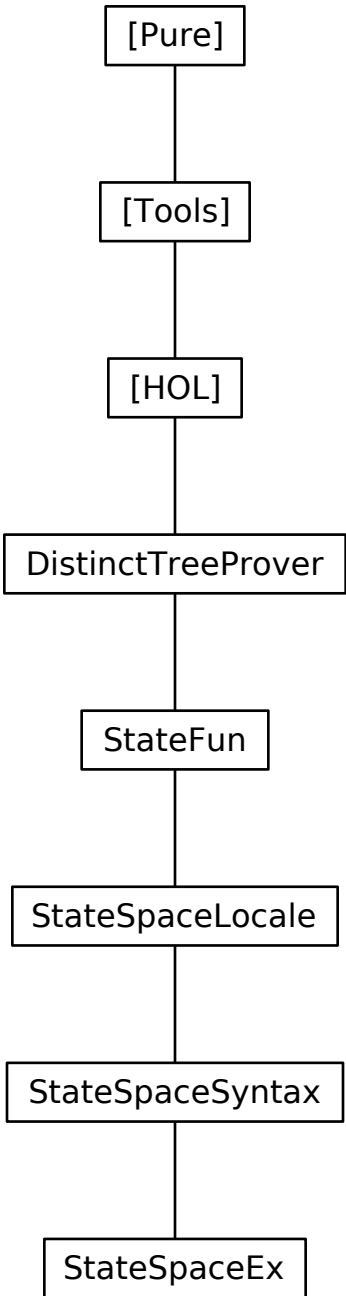 [Pure]
[Tools]
[HOL]
DistinctTreeProver
StateFun
StateSpaceLocale
StateSpaceSyntax
StateSpaceEx